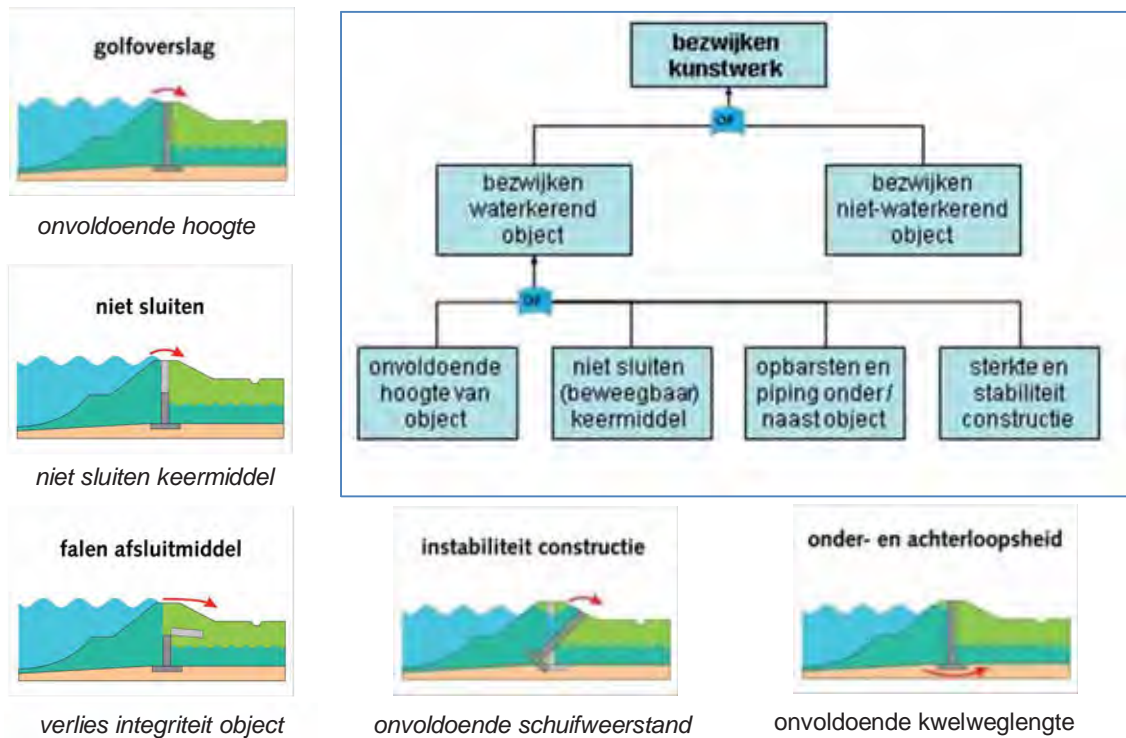 golfoverslag
onvoldoende hoogte
niet sluiten
niet sluiten keermiddel
falen afsluitmiddel
verlies integriteit object
bezwijken
kunstwerk
OF
bezwijken
waterkerend
object
bezwijken
niet-waterkerend
object
OF
onvoldoende
hoogte van
object
niet sluiten
(beweegbaar)
keermiddel
opbarsten en
piping onder/
naast object
sterkte en
stabiliteit
constructie
instabiliteit constructie
onvoldoende schuifweerstand
onder- en achterloopsheid
onvoldoende kwelweglengte